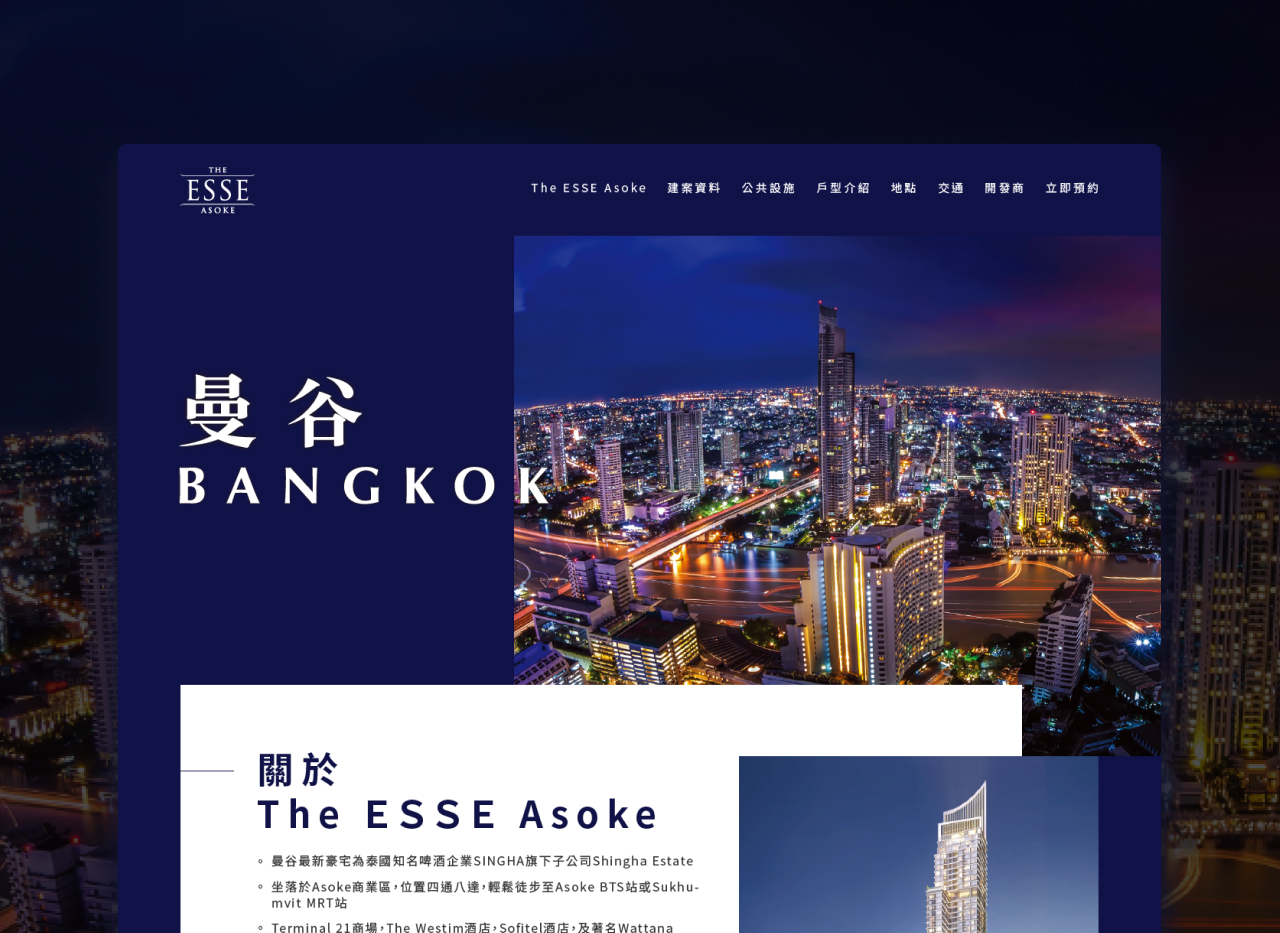 THE
ESSE
ASOKE
The ESSE Asoke 建案資料 公共設施 戶型介紹 地點 交通 開發商 立即預約
曼谷
BANGKOK
關於
The ESSE Asoke
曼谷最新豪宅為泰國知名啤酒企業SINGHA旗下子公司Shingha Estate
坐落於Asoke商業區，位置四通八達，輕鬆徒步至Asoke BTS站或Sukhu-
mvit MRT站
Terminal 21商場，The Westim酒店，Sofitel酒店，及著名Wattana